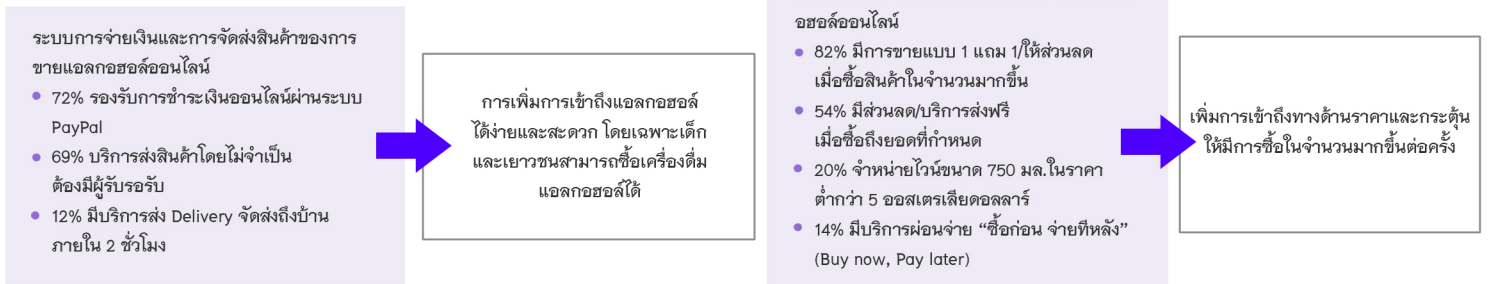 ระบบการจ่ายเงินและการจัดส่งสินค้าของการ
ขายแอลกอฮอล์ออนไลน์
• 72% รองรับการชำระเงินออนไลน์ผ่านระบบ
PayPal
• 69% บริการส่งสินค้าโดยไม่จำเป็น
ต้องมีผู้รับรอรับ
• 12% มีบริการส่ง Delivery จัดส่งถึงบ้าน
ภายใน 2 ชั่วโมง
การเพิ่มการเข้าถึงแอลกอฮอล์
ได้ง่ายและสะดวก โดยเฉพาะเด็ก
และเยาวชนสามารถซื้อเครื่องดื่ม
แอลกอฮอล์ได้
อฮอล์ออนไลน์
• 82% มีการขายแบบ 1 แถม 1/ให้ส่วนลด
เมื่อซื้อสินค้าในจำนวนมากขึ้น
• 54% มีส่วนลด/บริการส่งฟรี
เมื่อซื้อถึงยอดที่กำหนด
• 20% จำหน่ายไวน์ขนาด 750 มล.ในราคา
ต่ำกว่า 5 ออสเตรเลียดอลลาร์
• 14% มีบริการผ่อนจ่าย “ซื้อก่อน จ่ายทีหลัง”
(Buy now, Pay later)
เพิ่มการเข้าถึงทางด้านราคาและกระตุ้น
ให้มีการซื้อในจำนวนมากขึ้นต่อครั้ง